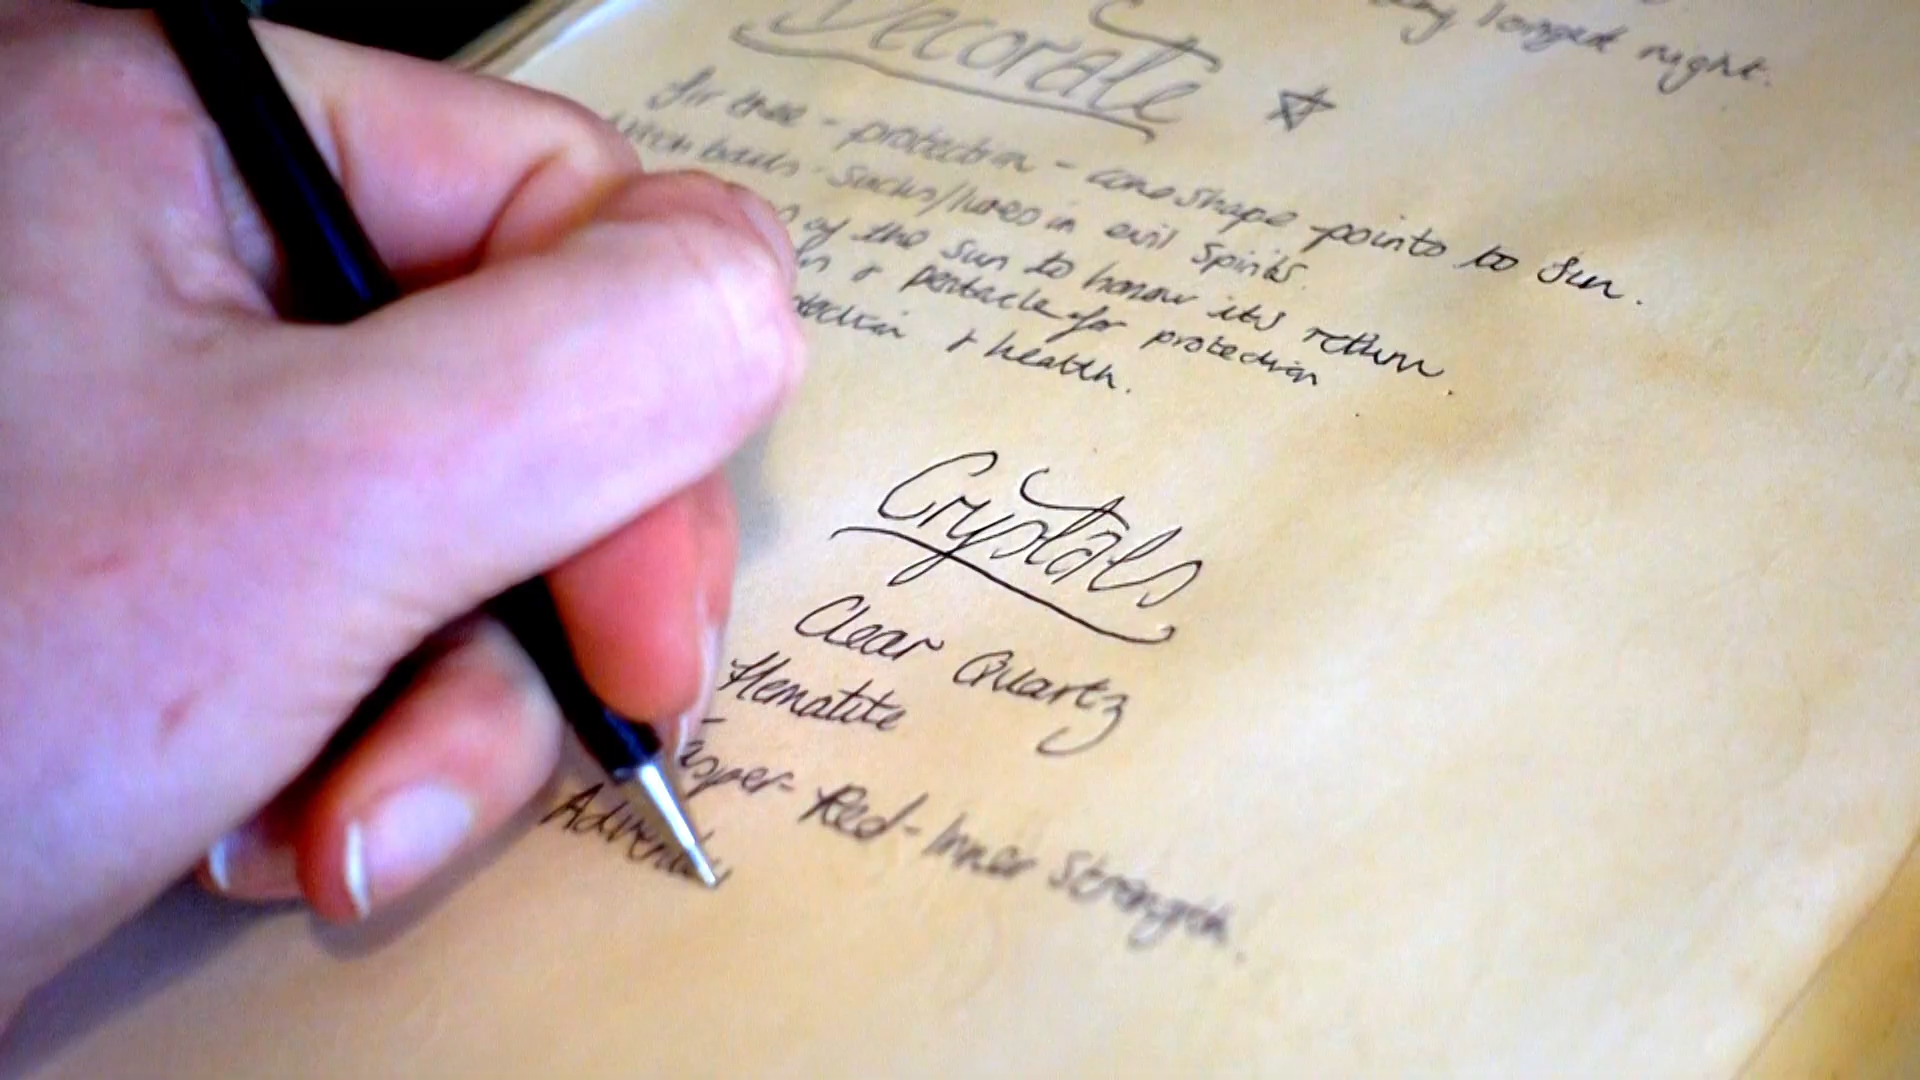 longest night.
Decorate
fir tree - protection - cone shape - points to Sun.
Witch balls - Sucks/lures in evil Spirits.
of the Sun to honour its return.
& pentacle for protection
& health.
Crystals
Clear Quartz
Hematite
Jasper - Red - Inner Strength.